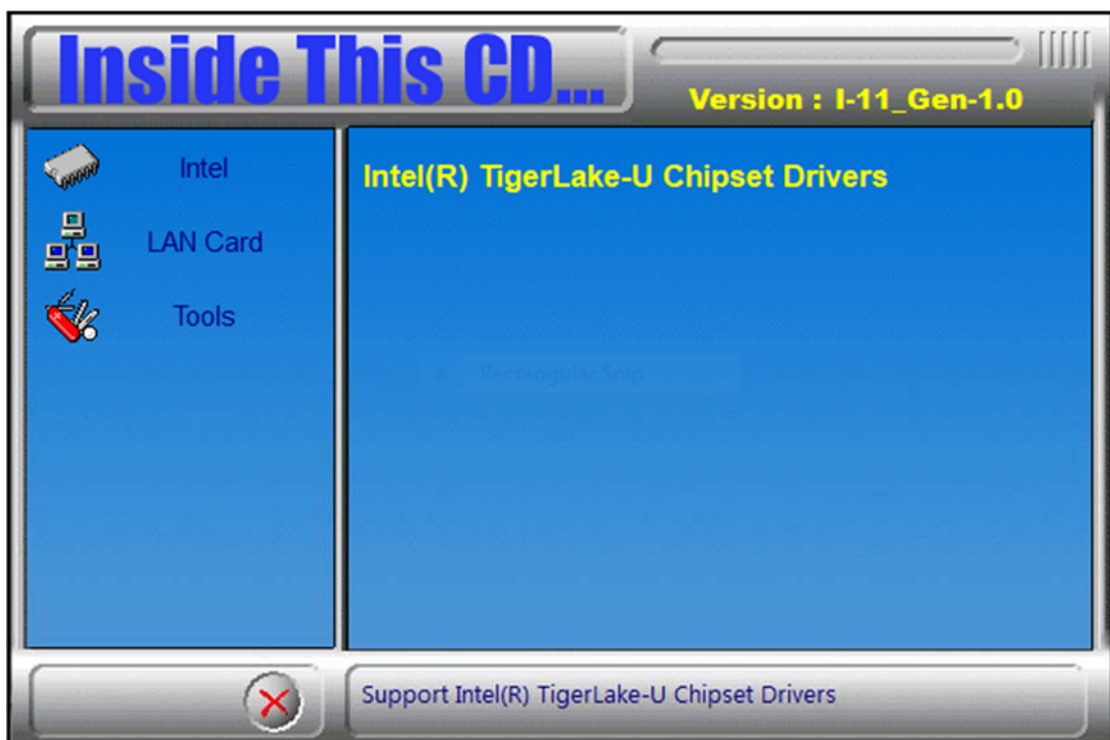 Inside This CD...
Version : I-11_Gen-1.0
Intel
LAN Card
Tools
Intel(R) TigerLake-U Chipset Drivers
Rectangular Snip
Support Intel(R) TigerLake-U Chipset Drivers